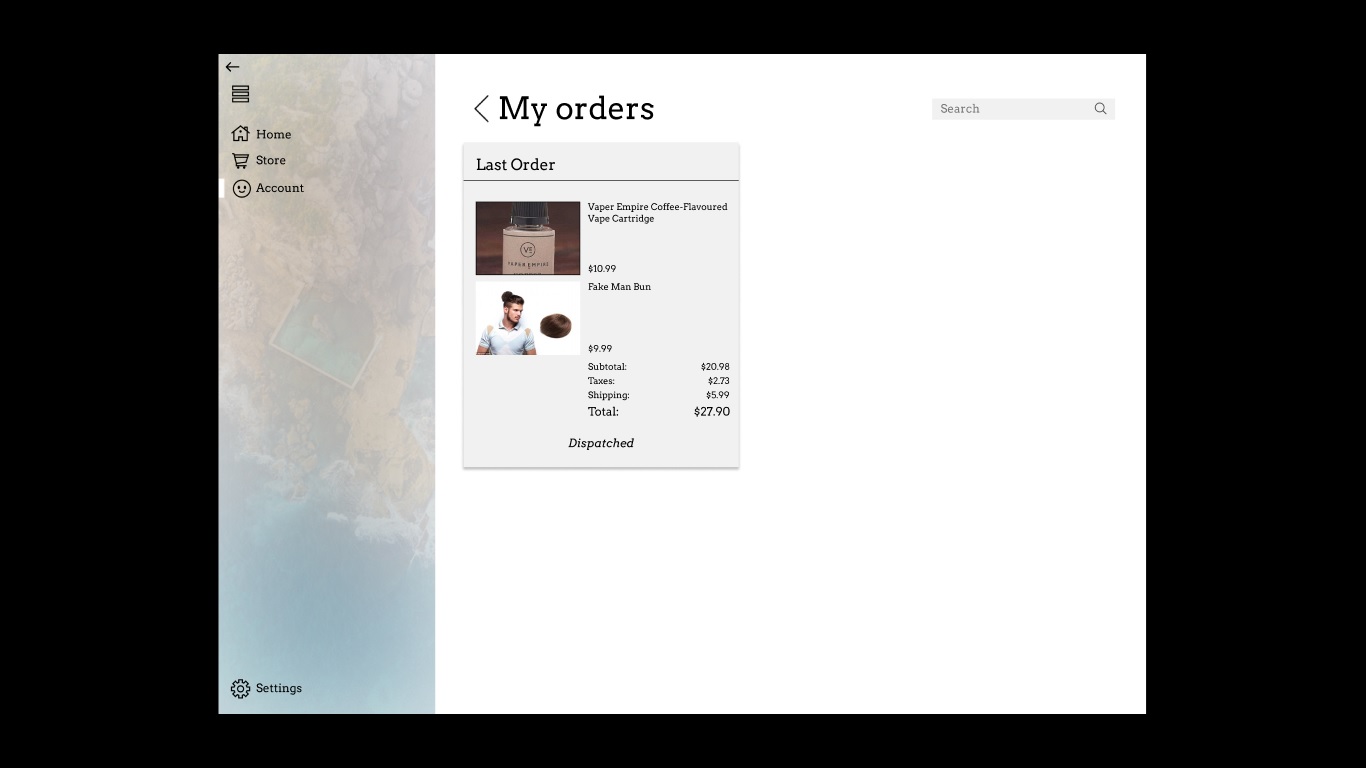 My orders
Search
Home
Store
Account
Settings
Last Order
Vaper Empire Coffee-Flavoured
Vape Cartridge
$10.99
VE
VAPER EMPIRE
Fake Man Bun
$9.99
Subtotal: $20.98
Taxes: $2.73
Shipping: $5.99
Total: $27.90
Dispatched